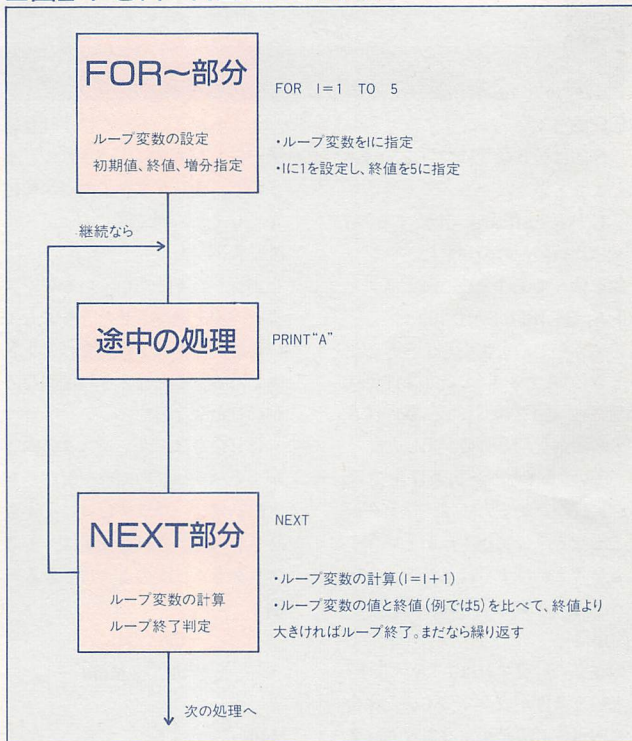 FOR～部分
FOR I=1 TO 5
ループ変数の設定
初期値、終値、増分指定
・ループ変数をIに指定
・Iに1を設定し、終値を5に指定
継続なら
途中の処理
PRINT“A”
NEXT部分
NEXT
ループ変数の計算
ループ終了判定
・ループ変数の計算(I=I+1)
・ループ変数の値と終値(例では5)を比べて、終値より
大きければループ終了。まだなら繰り返す
次の処理へ